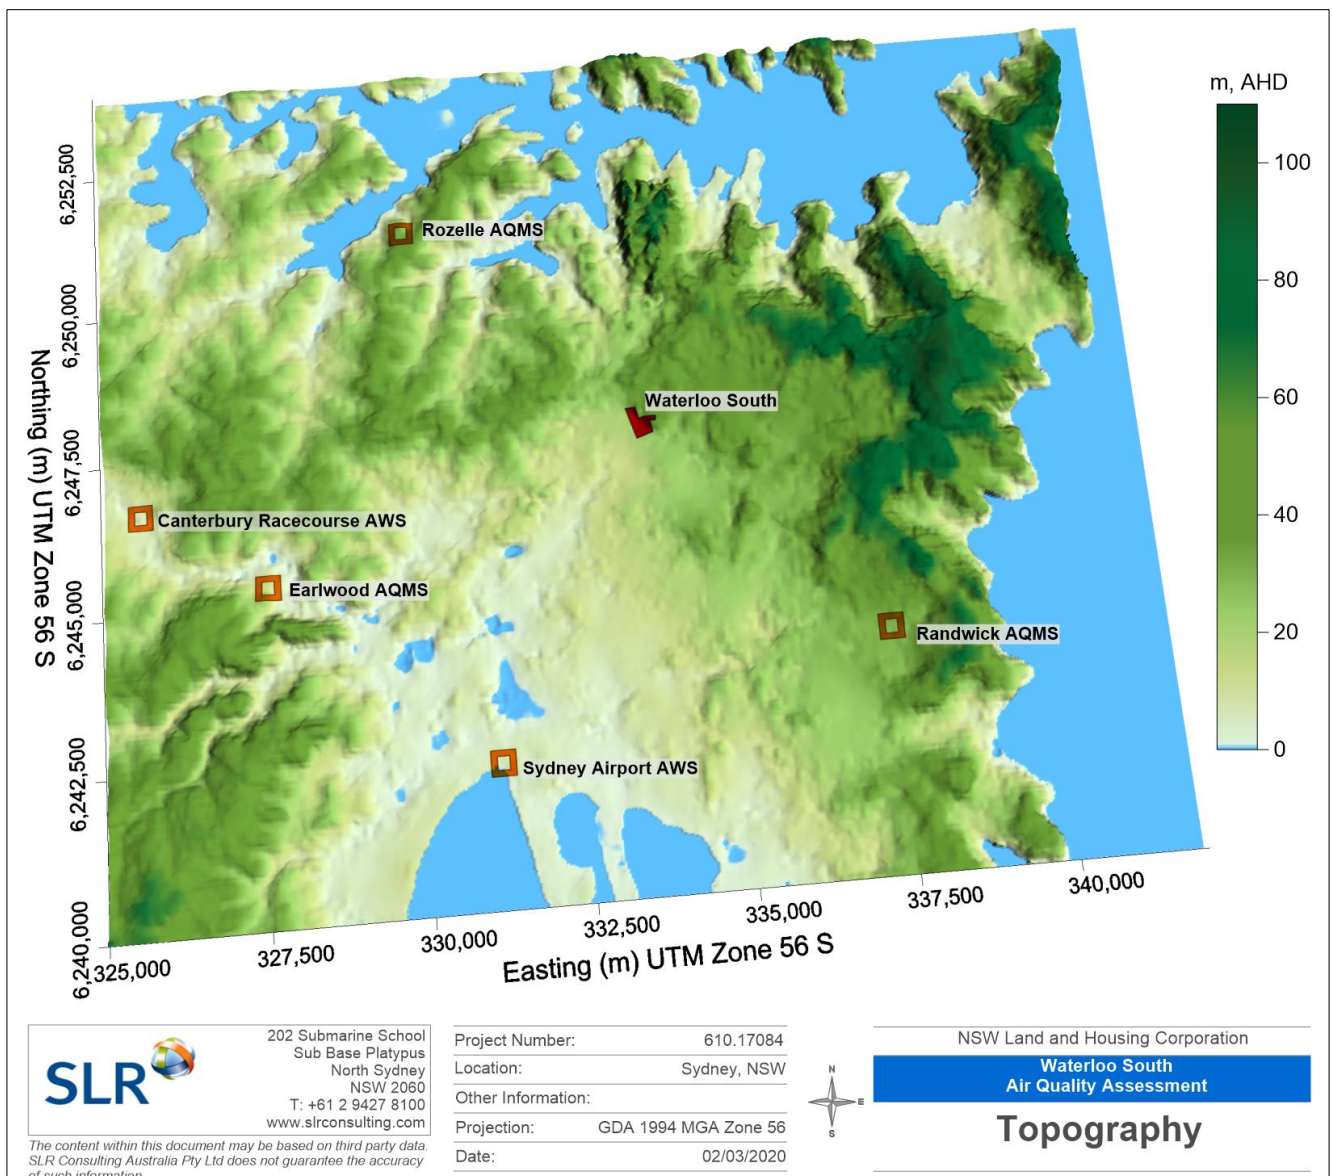 m, AHD
100
80
60
40
20
0
6,252,500
6,250,000
6,247,500
6,245,000
6,242,500
6,240,000
Northing (m) UTM Zone 56 S
Rozelle AQMS
Waterloo South
Canterbury Racecourse AWS
Earlwood AQMS
Randwick AQMS
Sydney Airport AWS
325,000
327,500
330,000
332,500
335,000
337,500
340,000
Easting (m) UTM Zone 56 S
SLR
202 Submarine School
Sub Base Platypus
North Sydney
NSW 2060
T: +61 2 9427 8100
www.slrconsulting.com
The content within this document may be based on third party data.
SLR Consulting Australia Pty Ltd does not guarantee the accuracy
of such information.
Project Number: 610.17084
Location: Sydney, NSW
Other Information:
Projection: GDA 1994 MGA Zone 56
Date: 02/03/2020
N
E
S
NSW Land and Housing Corporation
Waterloo South
Air Quality Assessment
Topography